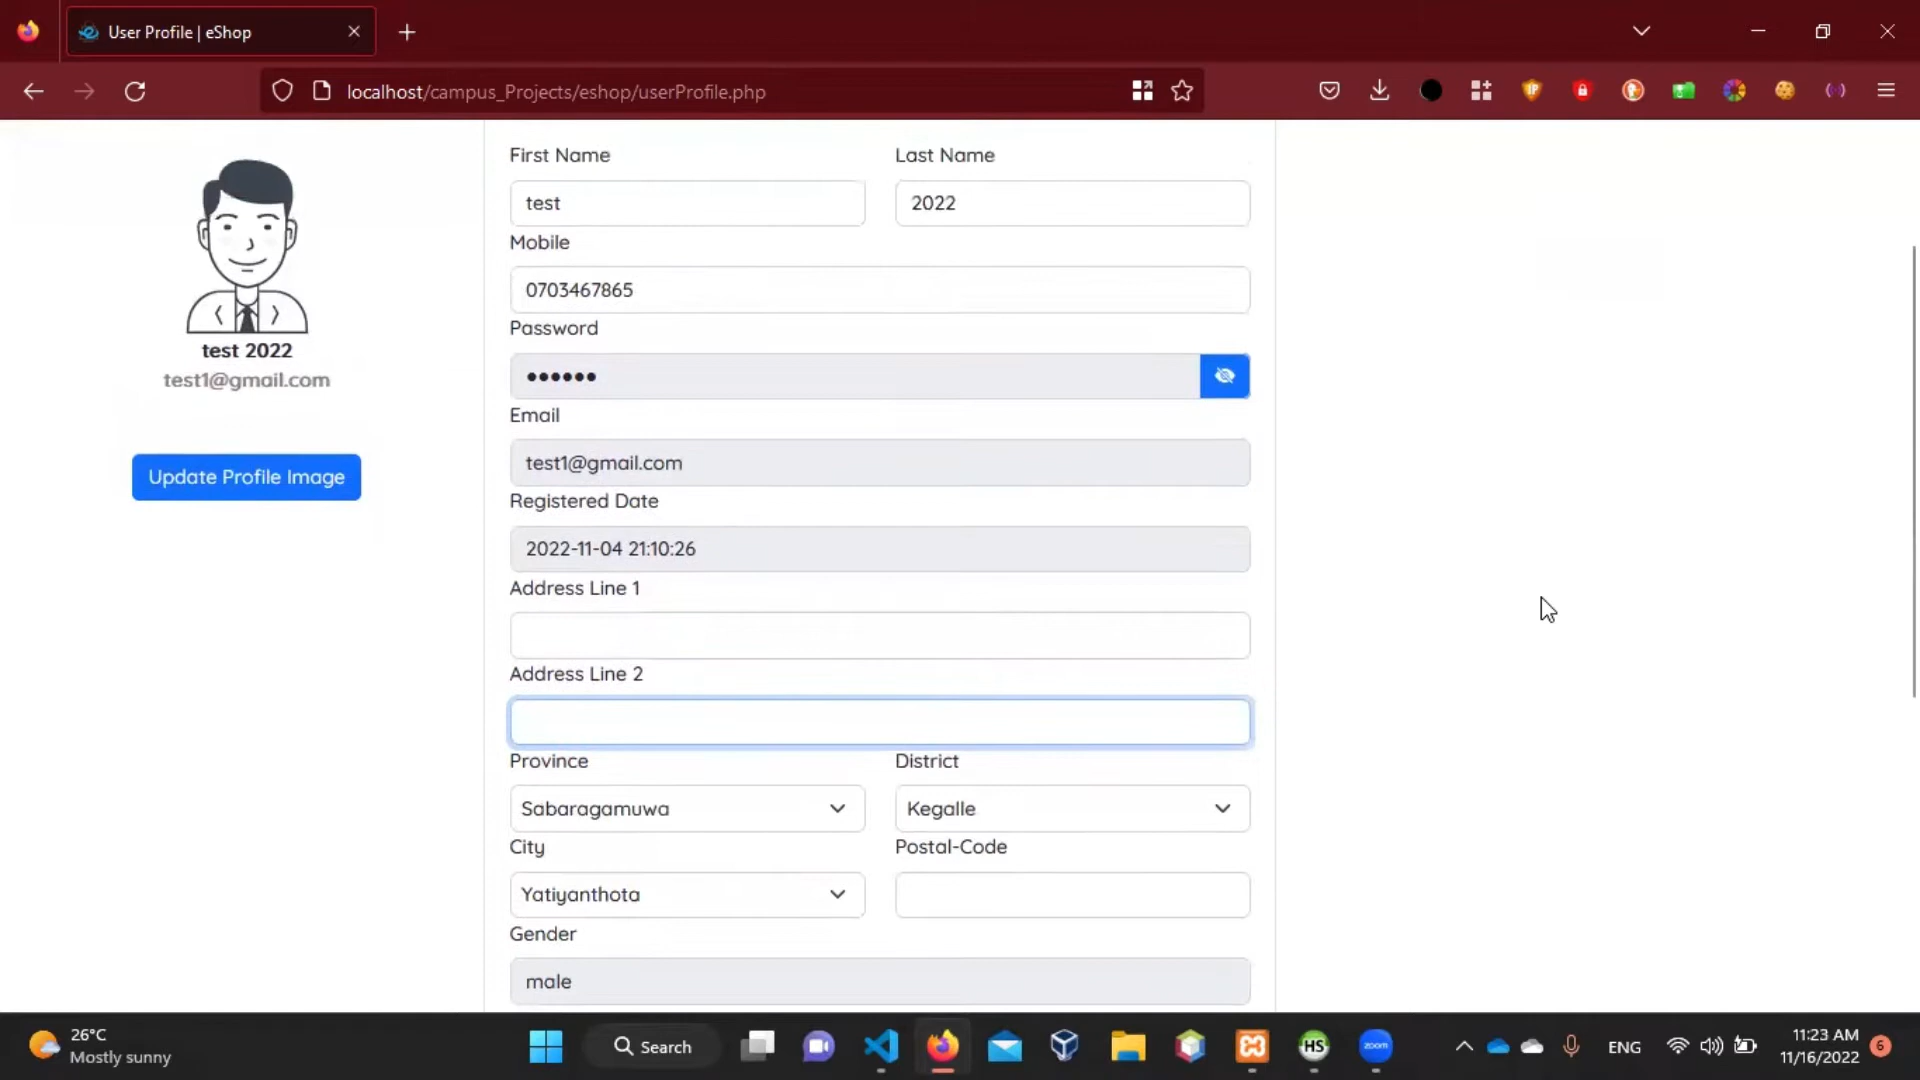 User Profile | eShop
localhost/campus_Projects/eshop/userProfile.php
test 2022
test1@gmail.com
Update Profile Image
First Name
Last Name
test
2022
Mobile
0703467865
Password
••••••
Email
test1@gmail.com
Registered Date
2022-11-04 21:10:26
Address Line 1
Address Line 2
Province
District
Sabaragamuwa
Kegalle
City
Postal-Code
Yatiyanthota
Gender
male
26°C
Mostly sunny
Search
HS
zoom
ENG
11:23 AM
11/16/2022
6